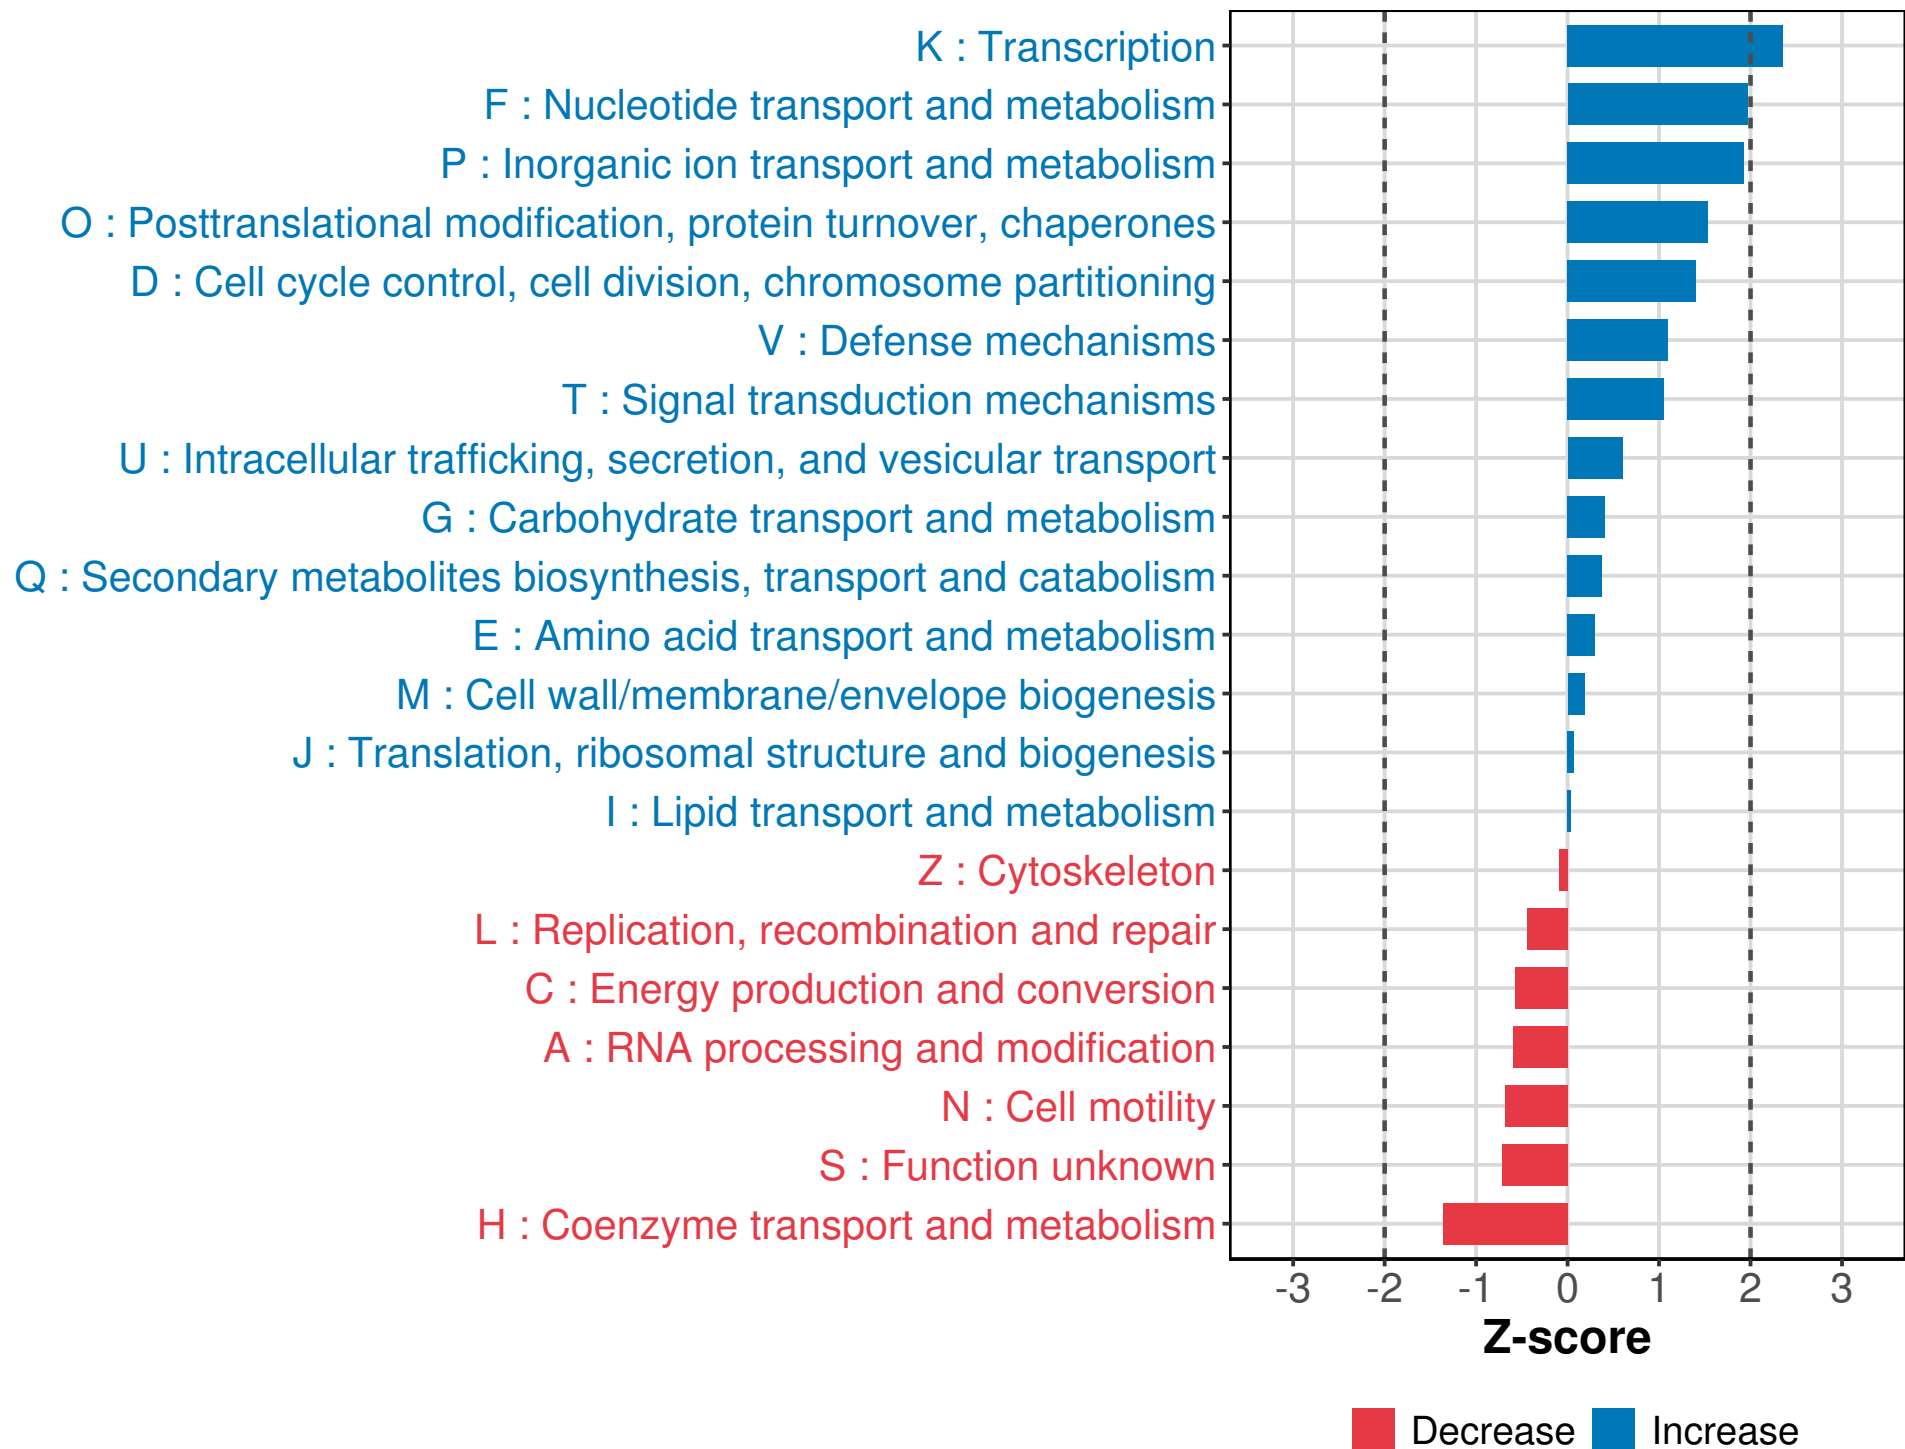 K : Transcription
F : Nucleotide transport and metabolism
P : Inorganic ion transport and metabolism
O : Posttranslational modification, protein turnover, chaperones
D : Cell cycle control, cell division, chromosome partitioning
V : Defense mechanisms
T : Signal transduction mechanisms
U : Intracellular trafficking, secretion, and vesicular transport
G : Carbohydrate transport and metabolism
Q : Secondary metabolites biosynthesis, transport and catabolism
E : Amino acid transport and metabolism
M : Cell wall/membrane/envelope biogenesis
J : Translation, ribosomal structure and biogenesis
I : Lipid transport and metabolism
Z : Cytoskeleton
L : Replication, recombination and repair
C : Energy production and conversion
A : RNA processing and modification
N : Cell motility
S : Function unknown
H : Coenzyme transport and metabolism
-3 -2 -1 0 1 2 3
Z-score
Decrease Increase